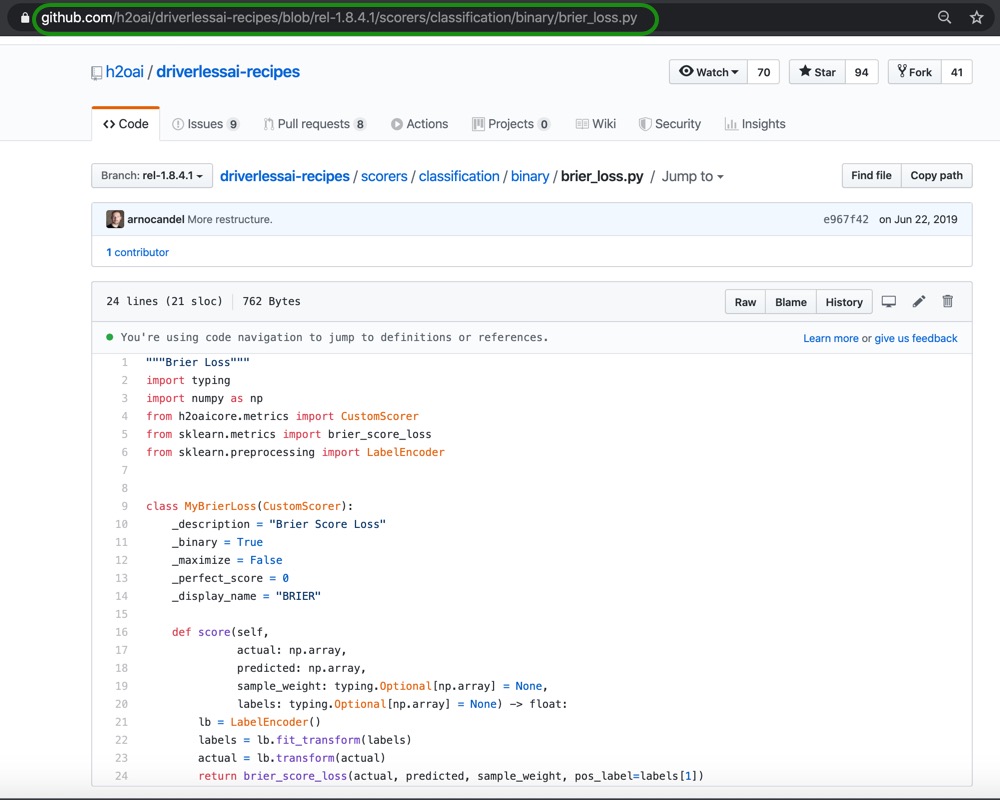 github.com/h2oai/driverlessai-recipes/blob/rel-1.8.4.1/scorers/classification/binary/brier_loss.py
h2oai / driverlessai-recipes
Watch 70 Star 94 Fork 41
Code Issues 9 Pull requests 8 Actions Projects 0 Wiki Security Insights
Branch: rel-1.8.4.1 driverlessai-recipes / scorers / classification / binary / brier_loss.py / Jump to Find file Copy path
arnocandel More restructure. e967f42 on Jun 22, 2019
1 contributor
24 lines (21 sloc) 762 Bytes Raw Blame History
You're using code navigation to jump to definitions or references. Learn more or give us feedback
1 """Brier Loss"""
2 import typing
3 import numpy as np
4 from h2oaicore.metrics import CustomScorer
5 from sklearn.metrics import brier_score_loss
6 from sklearn.preprocessing import LabelEncoder
7
8
9 class MyBrierLoss(CustomScorer):
10     _description = "Brier Score Loss"
11     _binary = True
12     _maximize = False
13     _perfect_score = 0
14     _display_name = "BRIER"
15
16     def score(self,
17               actual: np.array,
18               predicted: np.array,
19               sample_weight: typing.Optional[np.array] = None,
20               labels: typing.Optional[np.array] = None) -> float:
21         lb = LabelEncoder()
22         labels = lb.fit_transform(labels)
23         actual = lb.transform(actual)
24         return brier_score_loss(actual, predicted, sample_weight, pos_label=labels[1])